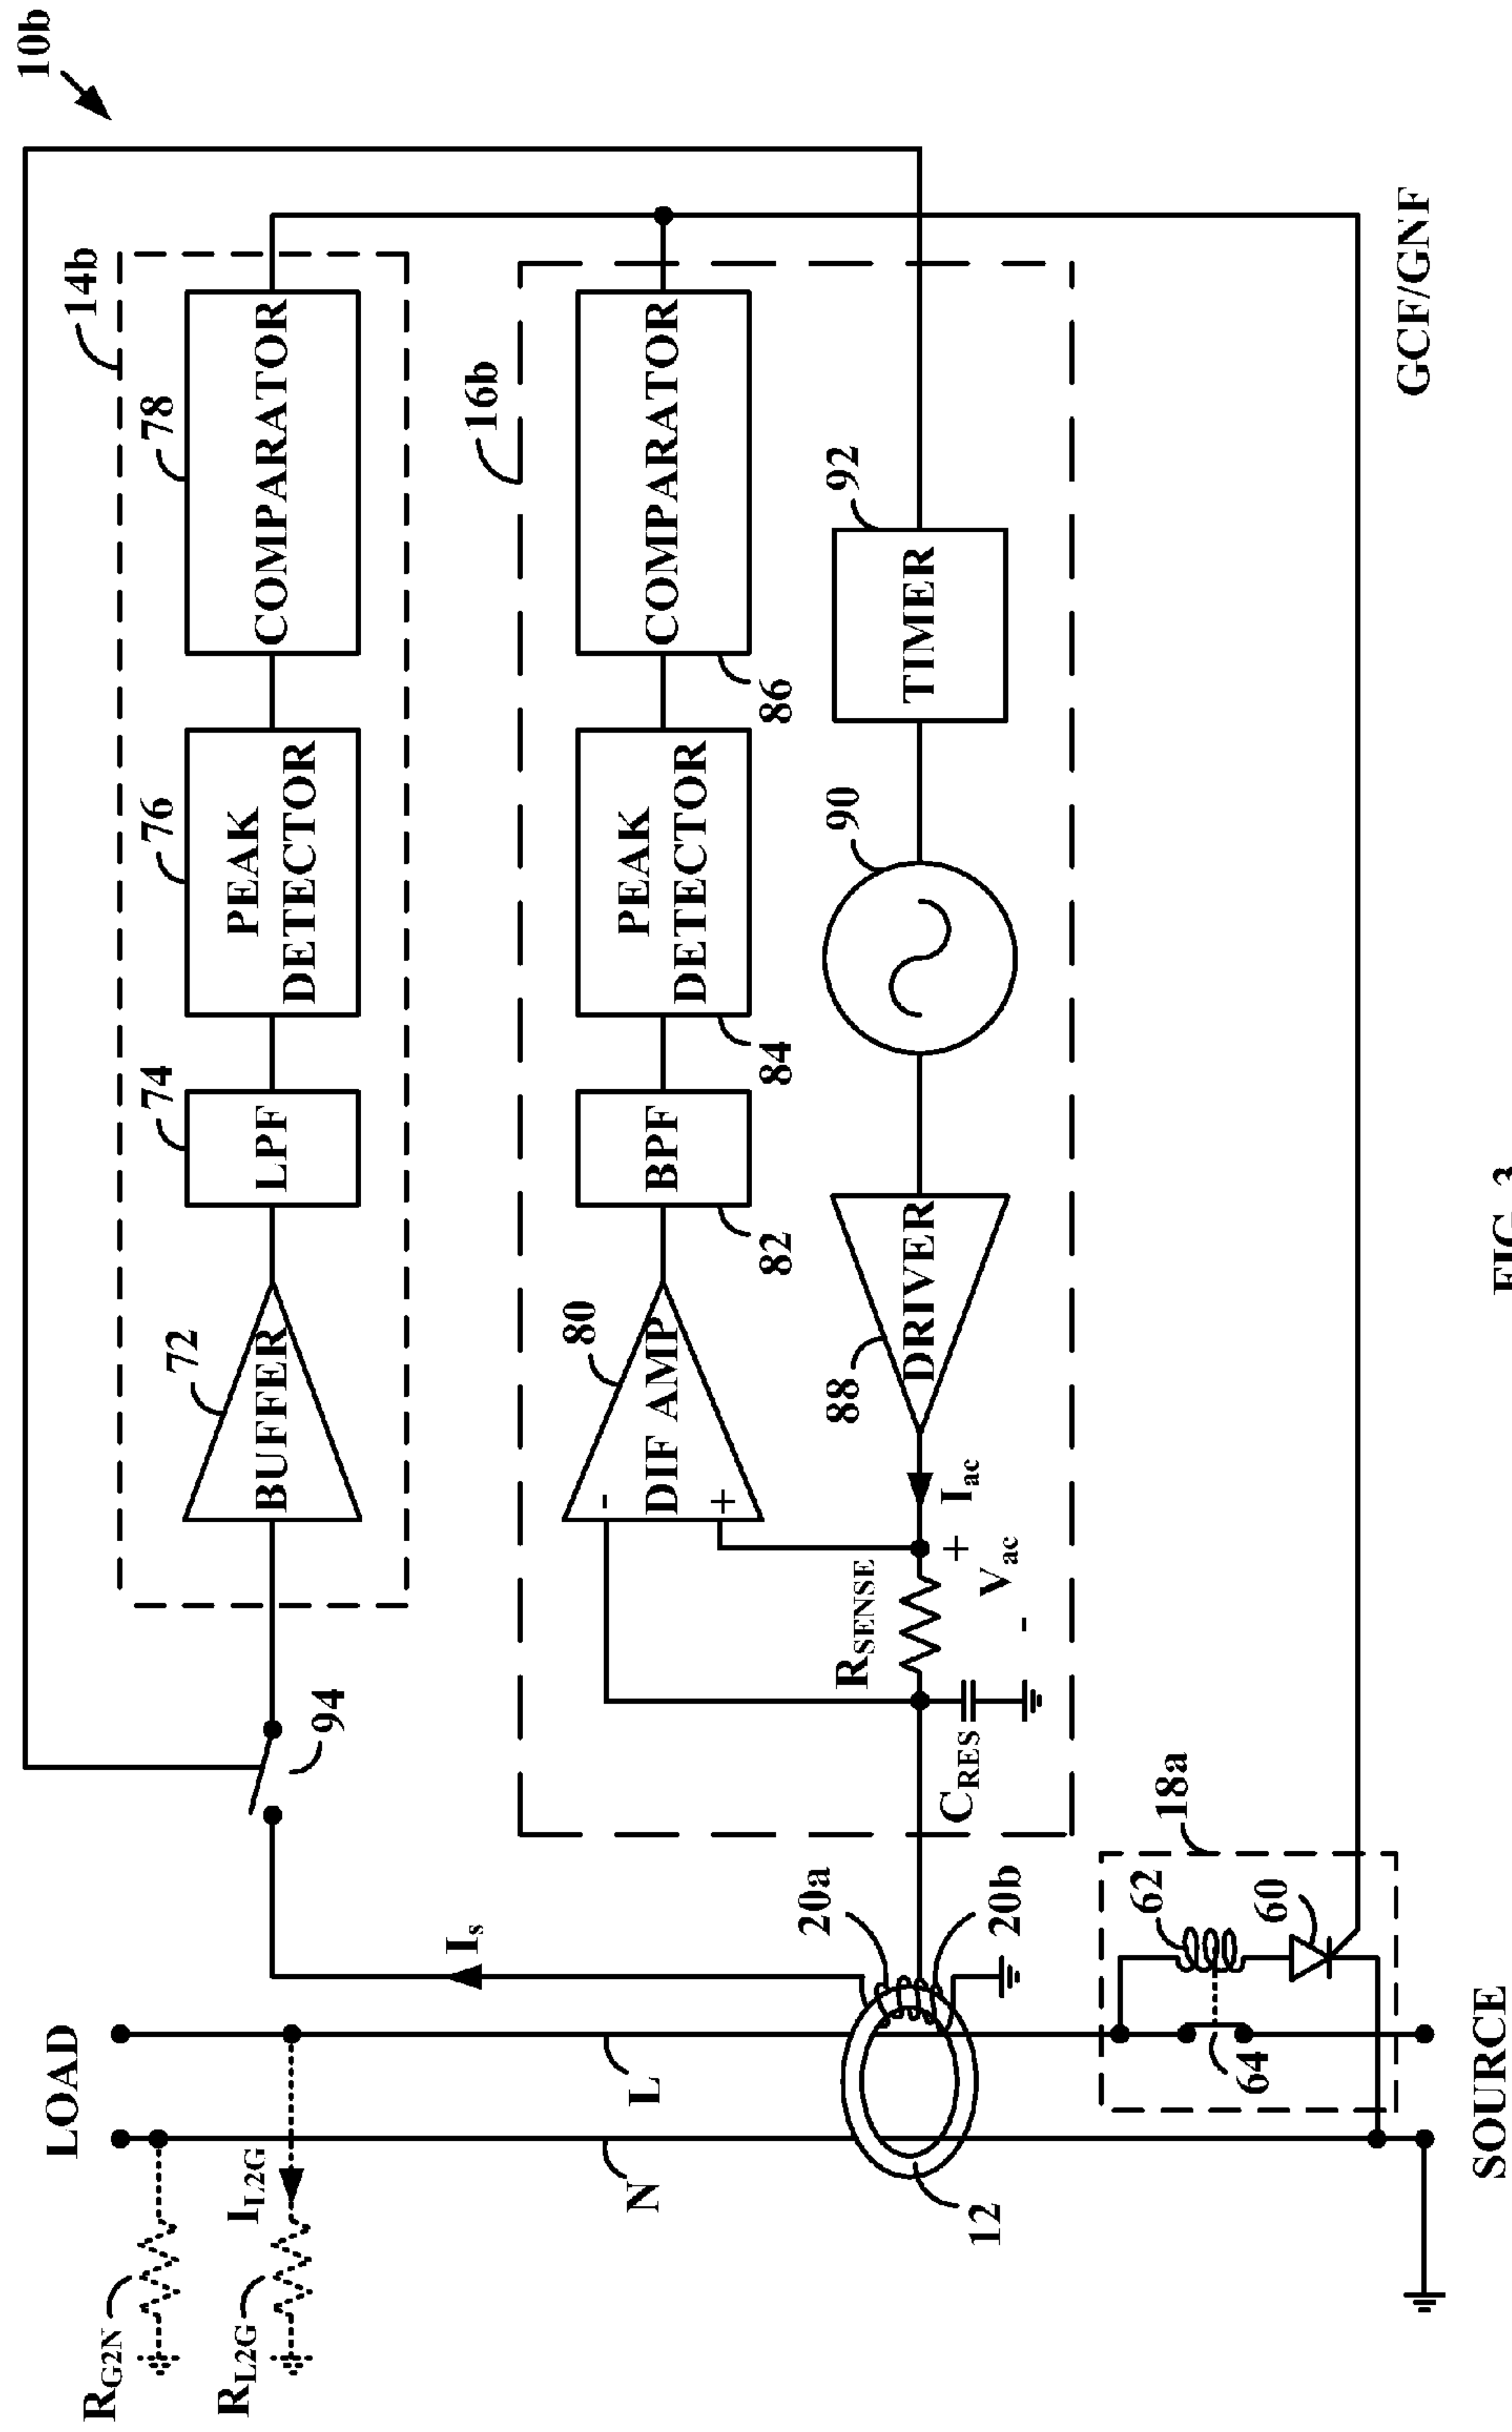 10b
14b
72
BUFFER
74
LPF
76
PEAK
DETECTOR
78
COMPARATOR
94
16b
80
DIF AMP
-
+
82
BPF
84
PEAK
DETECTOR
86
COMPARATOR
88
DRIVER
90
92
TIMER
Iac
+
Vac
-
RSENSE
CRES
LOAD
RG2N
RL2G
IL2G
Is
L
N
12
20a
20b
18a
62
60
64
SOURCE
GCF/GNF